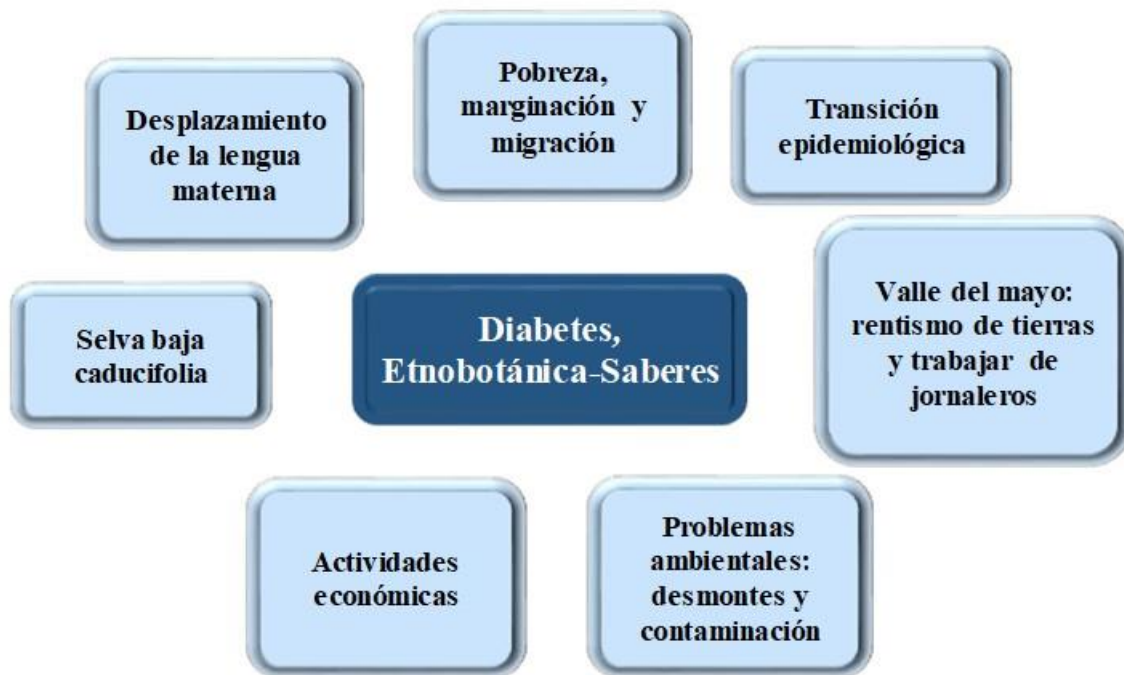 Pobreza,
marginación y
migración
Desplazamiento
de la lengua
materna
Transición
epidemiológica
Valle del mayo:
rentismo de tierras
y trabajar de
jornaleros
Selva baja
caducifolia
Diabetes,
Etnobotánica-Saberes
Actividades
económicas
Problemas
ambientales:
desmontes y
contaminación